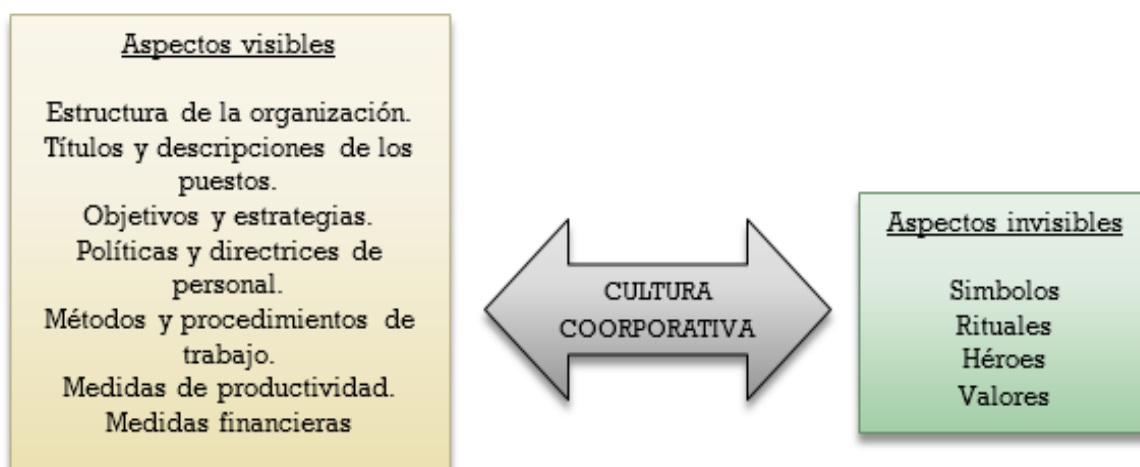 Aspectos visibles
Estructura de la organización.
Títulos y descripciones de los
puestos.
Objetivos y estrategias.
Políticas y directrices de
personal.
Métodos y procedimientos de
trabajo.
Medidas de productividad.
Medidas financieras
CULTURA
COORPORATIVA
Aspectos invisibles
Simbolos
Rituales
Héroes
Valores